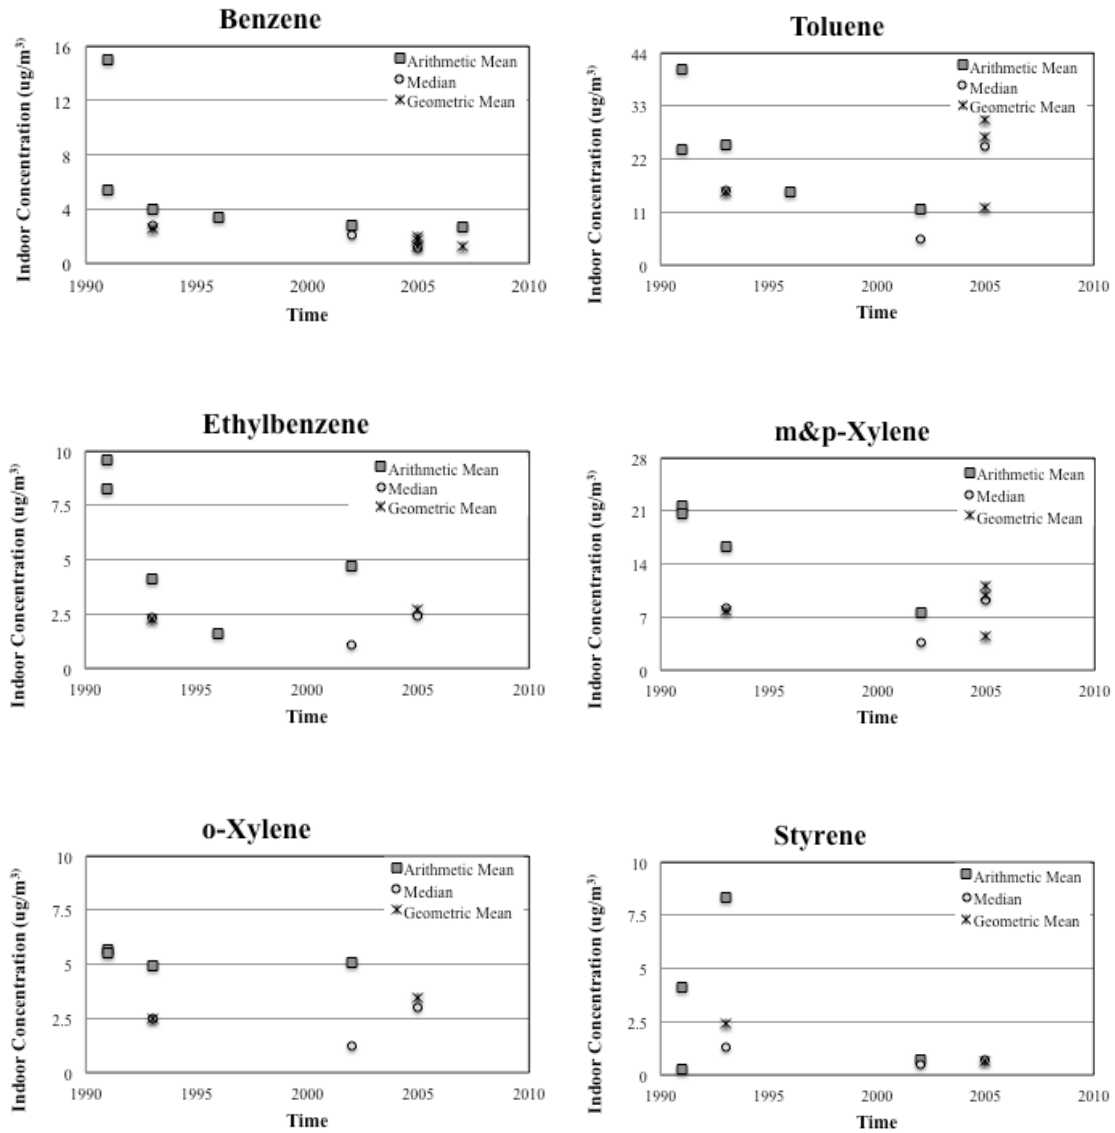 Benzene
Indoor Concentration (ug/m³)
16
12
8
4
0
Arithmetic Mean
Median
Geometric Mean
1990 1995 2000 2005 2010
Time
Toluene
Indoor Concentration (ug/m³)
44
33
22
11
0
Arithmetic Mean
Median
Geometric Mean
1990 1995 2000 2005 2010
Time
Ethylbenzene
Indoor Concentration (ug/m³)
10
7.5
5
2.5
0
Arithmetic Mean
Median
Geometric Mean
1990 1995 2000 2005 2010
Time
m&p-Xylene
Indoor Concentration (ug/m³)
28
21
14
7
0
Arithmetic Mean
Median
Geometric Mean
1990 1995 2000 2005 2010
Time
o-Xylene
Indoor Concentration (ug/m³)
10
7.5
5
2.5
0
Arithmetic Mean
Median
Geometric Mean
1990 1995 2000 2005 2010
Time
Styrene
Indoor Concentration (ug/m³)
10
7.5
5
2.5
0
Arithmetic Mean
Median
Geometric Mean
1990 1995 2000 2005 2010
Time